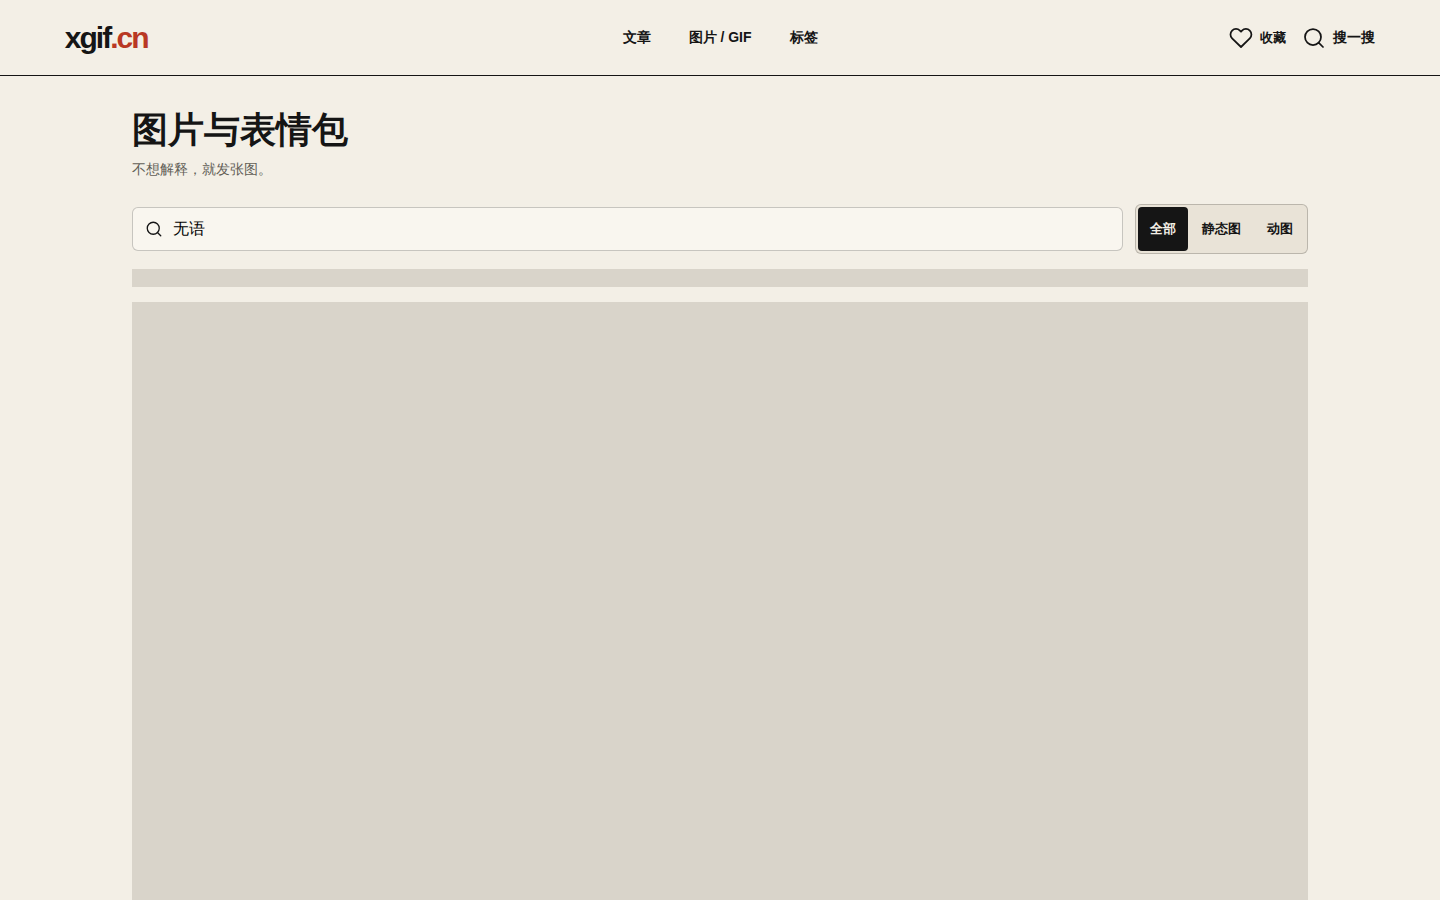 xgif.cn
文章 图片 / GIF 标签
收藏 搜一搜
图片与表情包
不想解释，就发张图。
无语
全部 静态图 动图